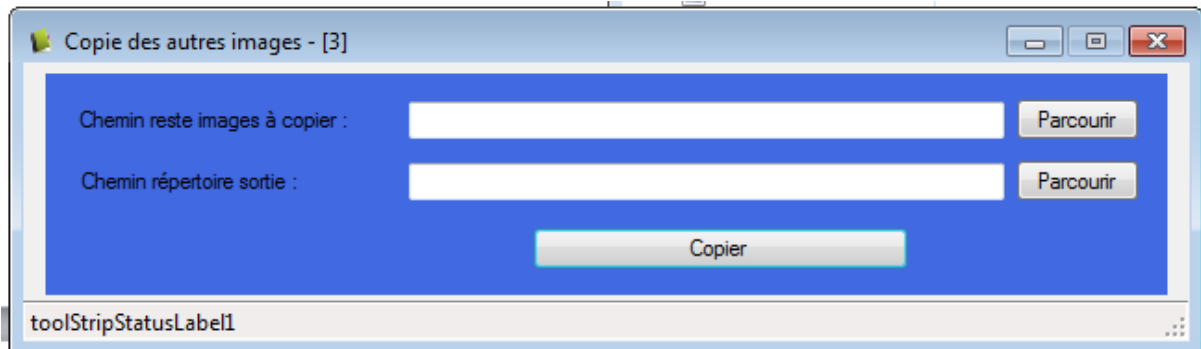 Copie des autres images - [3]
Chemin reste images à copier :
Parcourir
Chemin répertoire sortie :
Parcourir
Copier
toolStripStatusLabel1